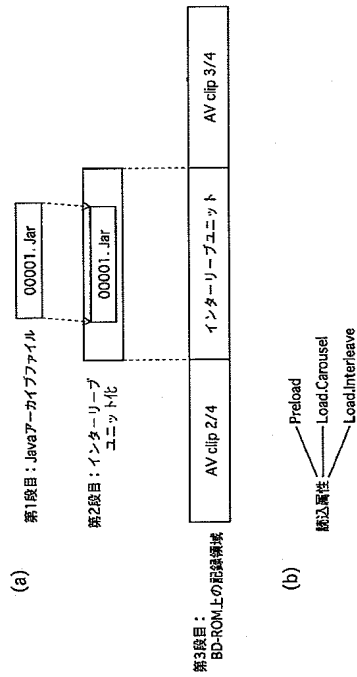 (a)
第1段目：Javaアーカイブファイル
00001. Jar
第2段目：インターリーブ
ユニット化
00001. Jar
第3段目：
BD-ROM上の記録領域
AV clip 2/4
インターリーブユニット
AV clip 3/4
(b)
読込属性
Preload
Load.Carousel
Load.Interleave